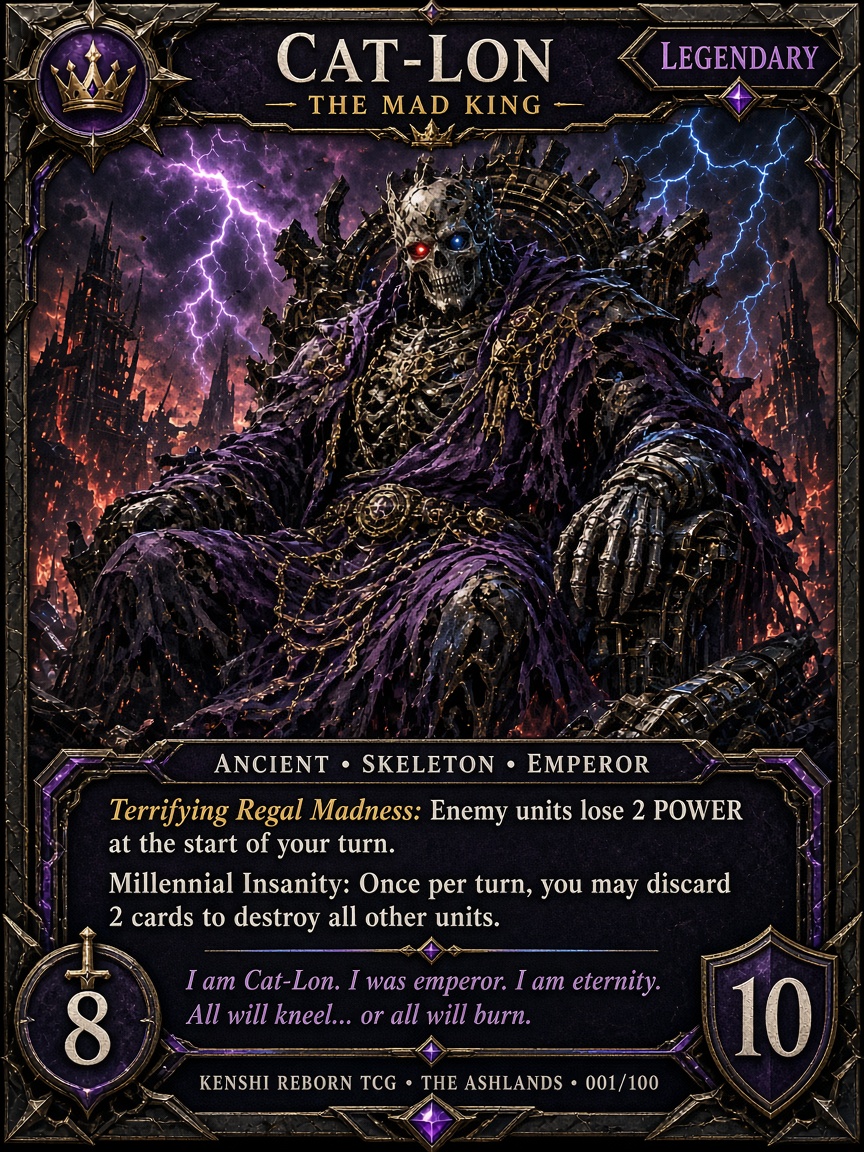 CAT-LON
THE MAD KING
LEGENDARY
ANCIENT • SKELETON • EMPEROR
Terrifying Regal Madness: Enemy units lose 2 POWER
at the start of your turn.
Millennial Insanity: Once per turn, you may discard
2 cards to destroy all other units.
I am Cat-Lon. I was emperor. I am eternity.
All will kneel... or all will burn.
8
10
KENSHI REBORN TCG • THE ASHLANDS • 001/100